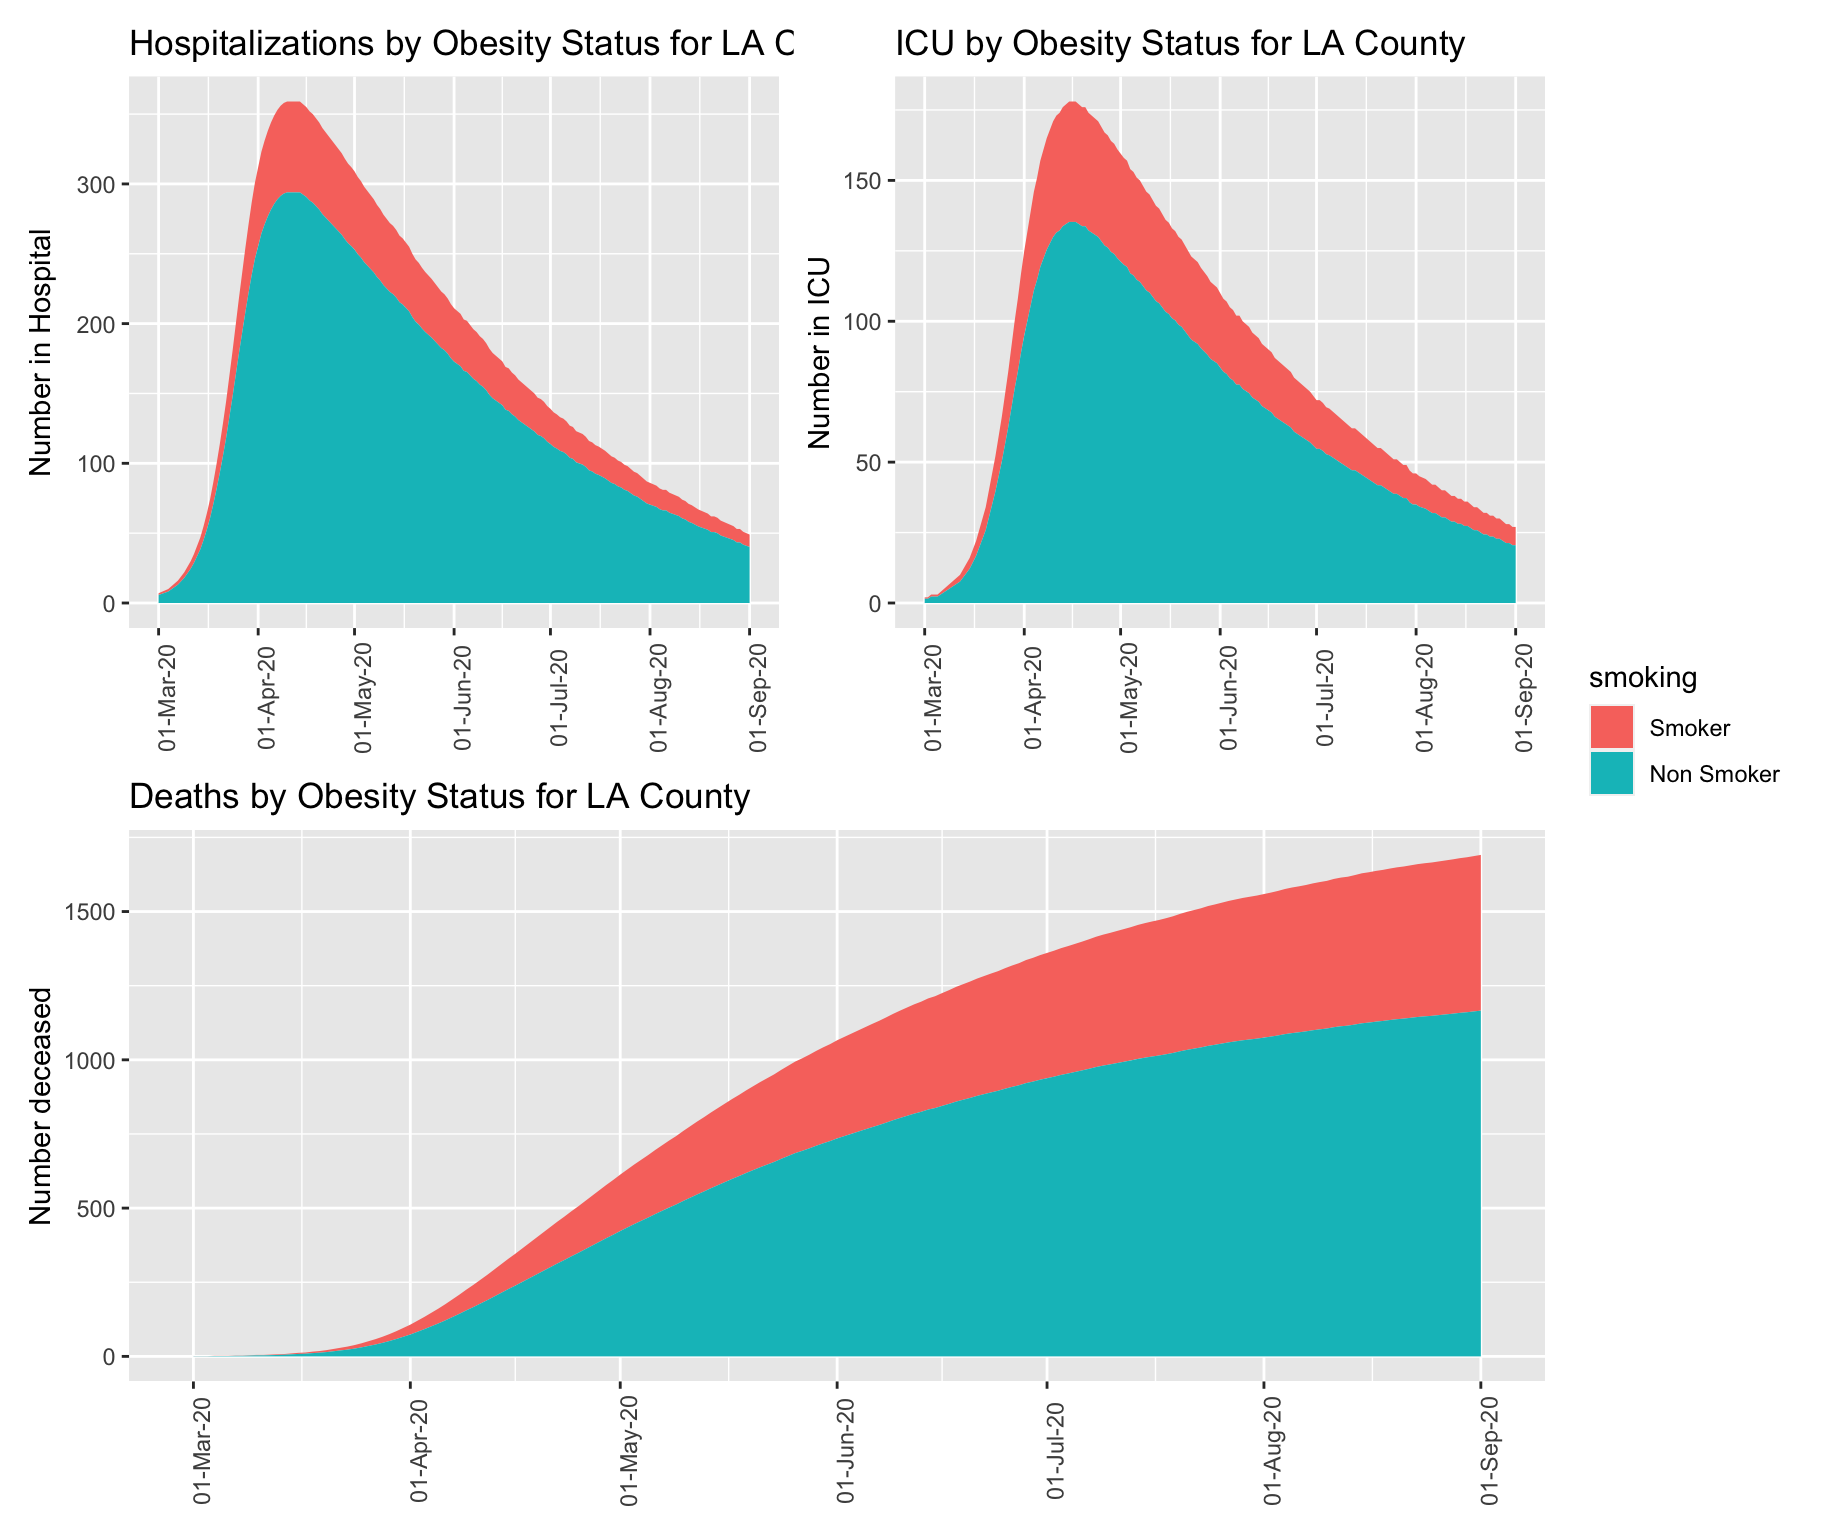 Hospitalizations by Obesity Status for LA C
Number in Hospital
300
200
100
0
01-Mar-20
01-Apr-20
01-May-20
01-Jun-20
01-Jul-20
01-Aug-20
01-Sep-20
ICU by Obesity Status for LA County
Number in ICU
150
100
50
0
01-Mar-20
01-Apr-20
01-May-20
01-Jun-20
01-Jul-20
01-Aug-20
01-Sep-20
smoking
Smoker
Non Smoker
Deaths by Obesity Status for LA County
Number deceased
1500
1000
500
0
01-Mar-20
01-Apr-20
01-May-20
01-Jun-20
01-Jul-20
01-Aug-20
01-Sep-20